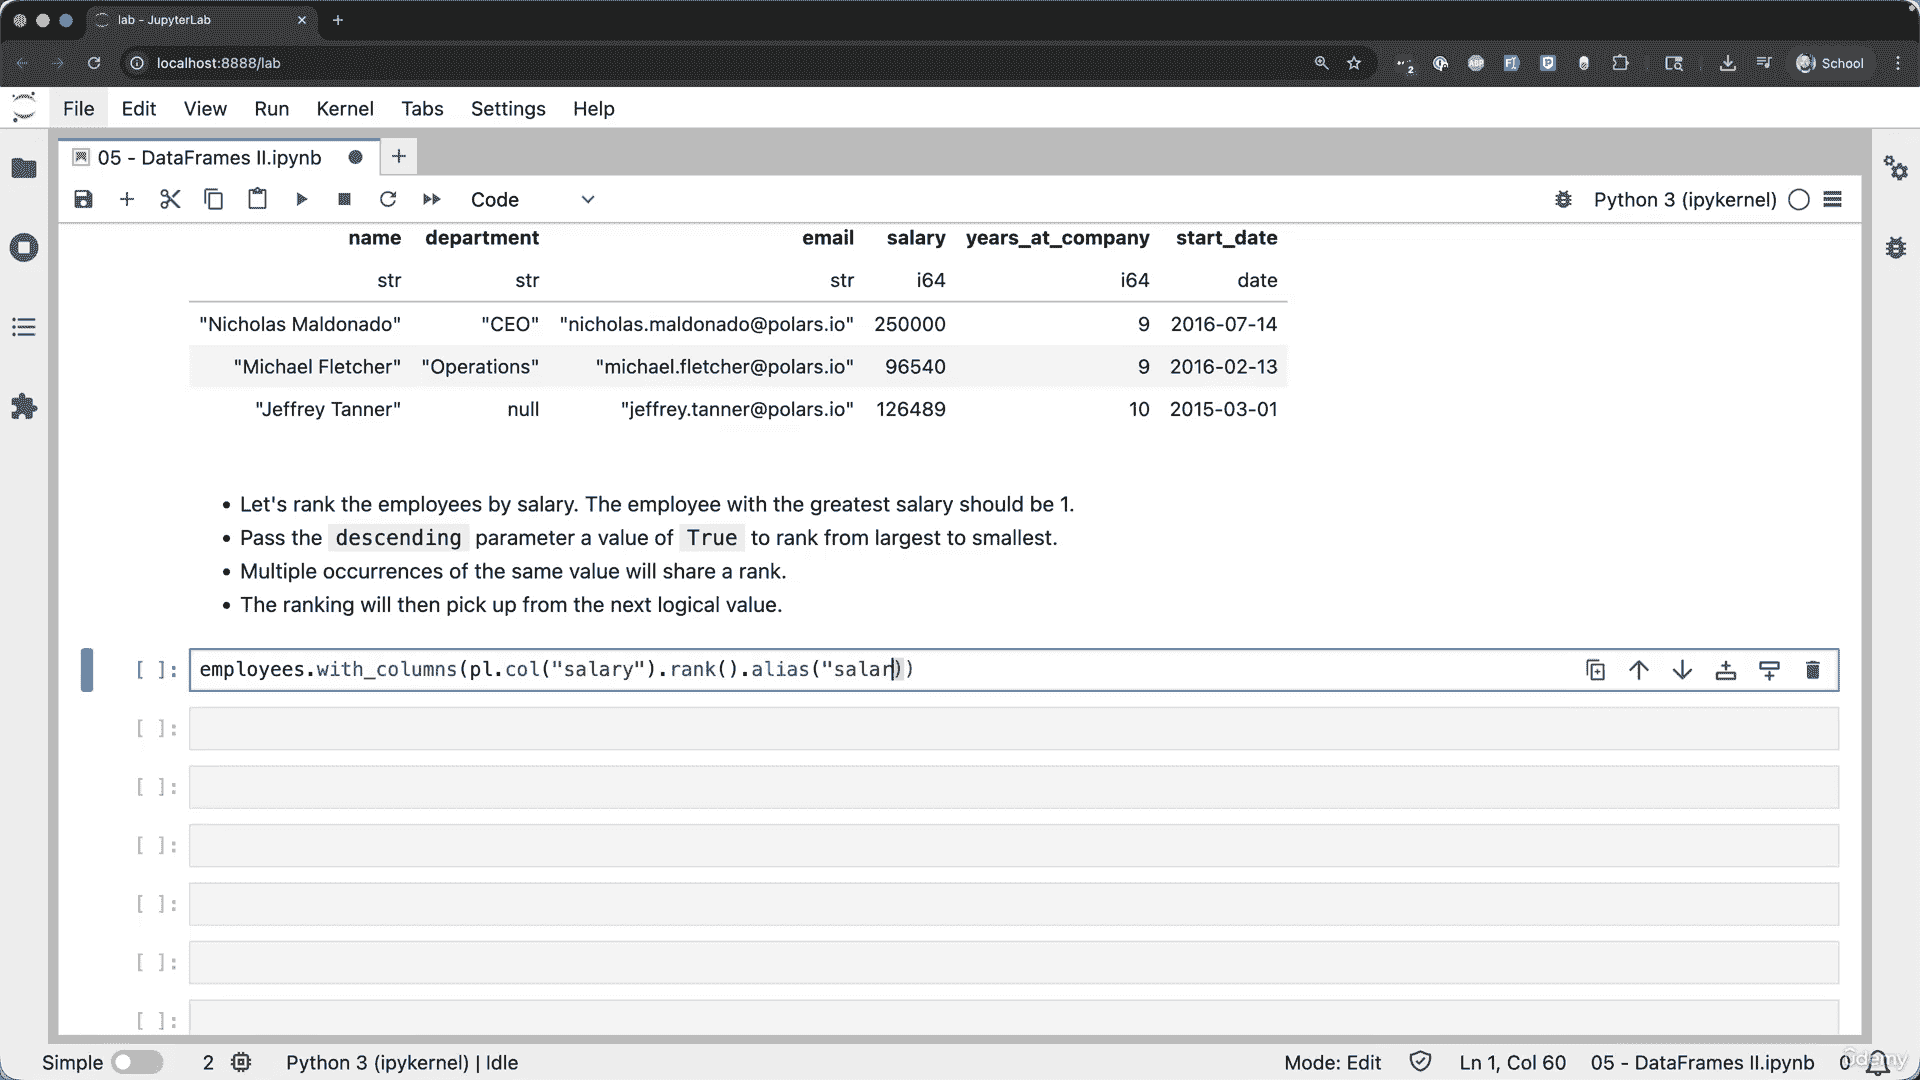 lab - JupyterLab
localhost:8888/lab
2
School
File Edit View Run Kernel Tabs Settings Help
05 - DataFrames II.ipynb
Code
Python 3 (ipykernel)
name department email salary years_at_company start_date
str str str i64 i64 date
"Nicholas Maldonado" "CEO" "nicholas.maldonado@polars.io" 250000 9 2016-07-14
"Michael Fletcher" "Operations" "michael.fletcher@polars.io" 96540 9 2016-02-13
"Jeffrey Tanner" null "jeffrey.tanner@polars.io" 126489 10 2015-03-01
• Let's rank the employees by salary. The employee with the greatest salary should be 1.
• Pass the descending parameter a value of True to rank from largest to smallest.
• Multiple occurrences of the same value will share a rank.
• The ranking will then pick up from the next logical value.
[ ]: employees.with_columns(pl.col("salary").rank().alias("salar))
[ ]:
[ ]:
[ ]:
[ ]:
[ ]:
[ ]:
Simple 2 Python 3 (ipykernel) | Idle Mode: Edit Ln 1, Col 60 05 - DataFrames II.ipynb 0
Udemy